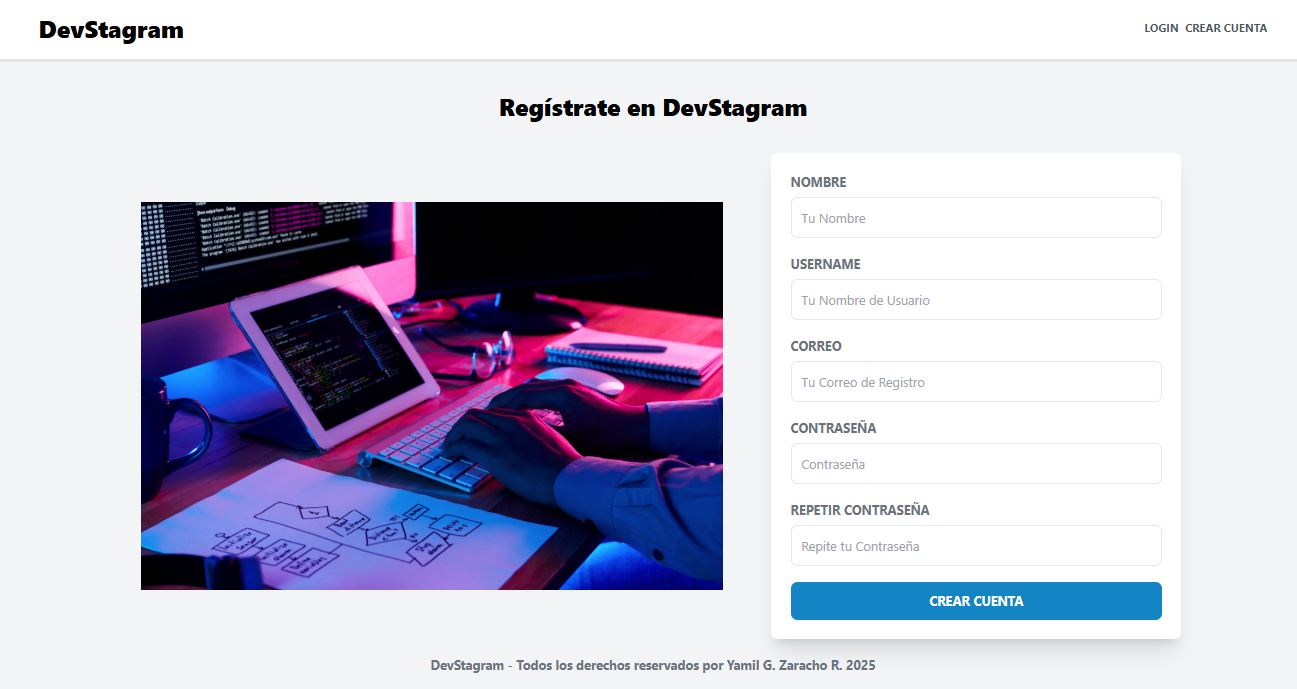 DevStagram
LOGIN CREAR CUENTA
Regístrate en DevStagram
NOMBRE
Tu Nombre
USERNAME
Tu Nombre de Usuario
CORREO
Tu Correo de Registro
CONTRASEÑA
Contraseña
REPETIR CONTRASEÑA
Repite tu Contraseña
CREAR CUENTA
DevStagram - Todos los derechos reservados por Yamil G. Zaracho R. 2025